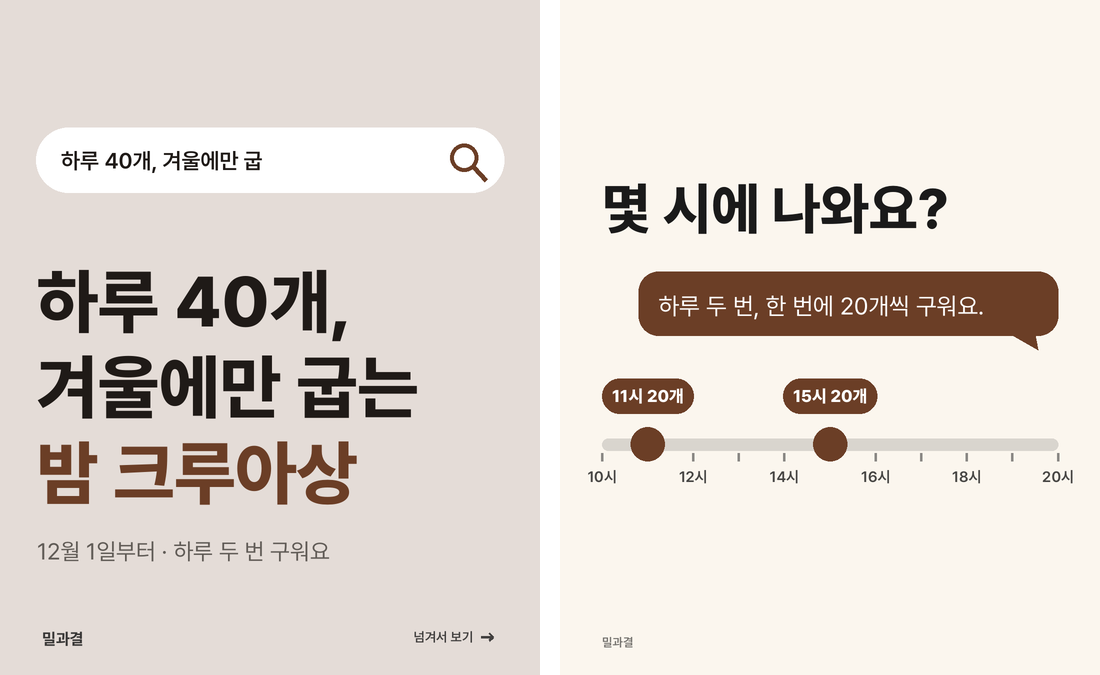 하루 40개, 겨울에만 굽
하루 40개,
겨울에만 굽는
밤 크루아상
12월 1일부터 · 하루 두 번 구워요
밀과결
넘겨서 보기 →
몇 시에 나와요?
하루 두 번, 한 번에 20개씩 구워요.
11시 20개
15시 20개
10시
12시
14시
16시
18시
20시
밀과결